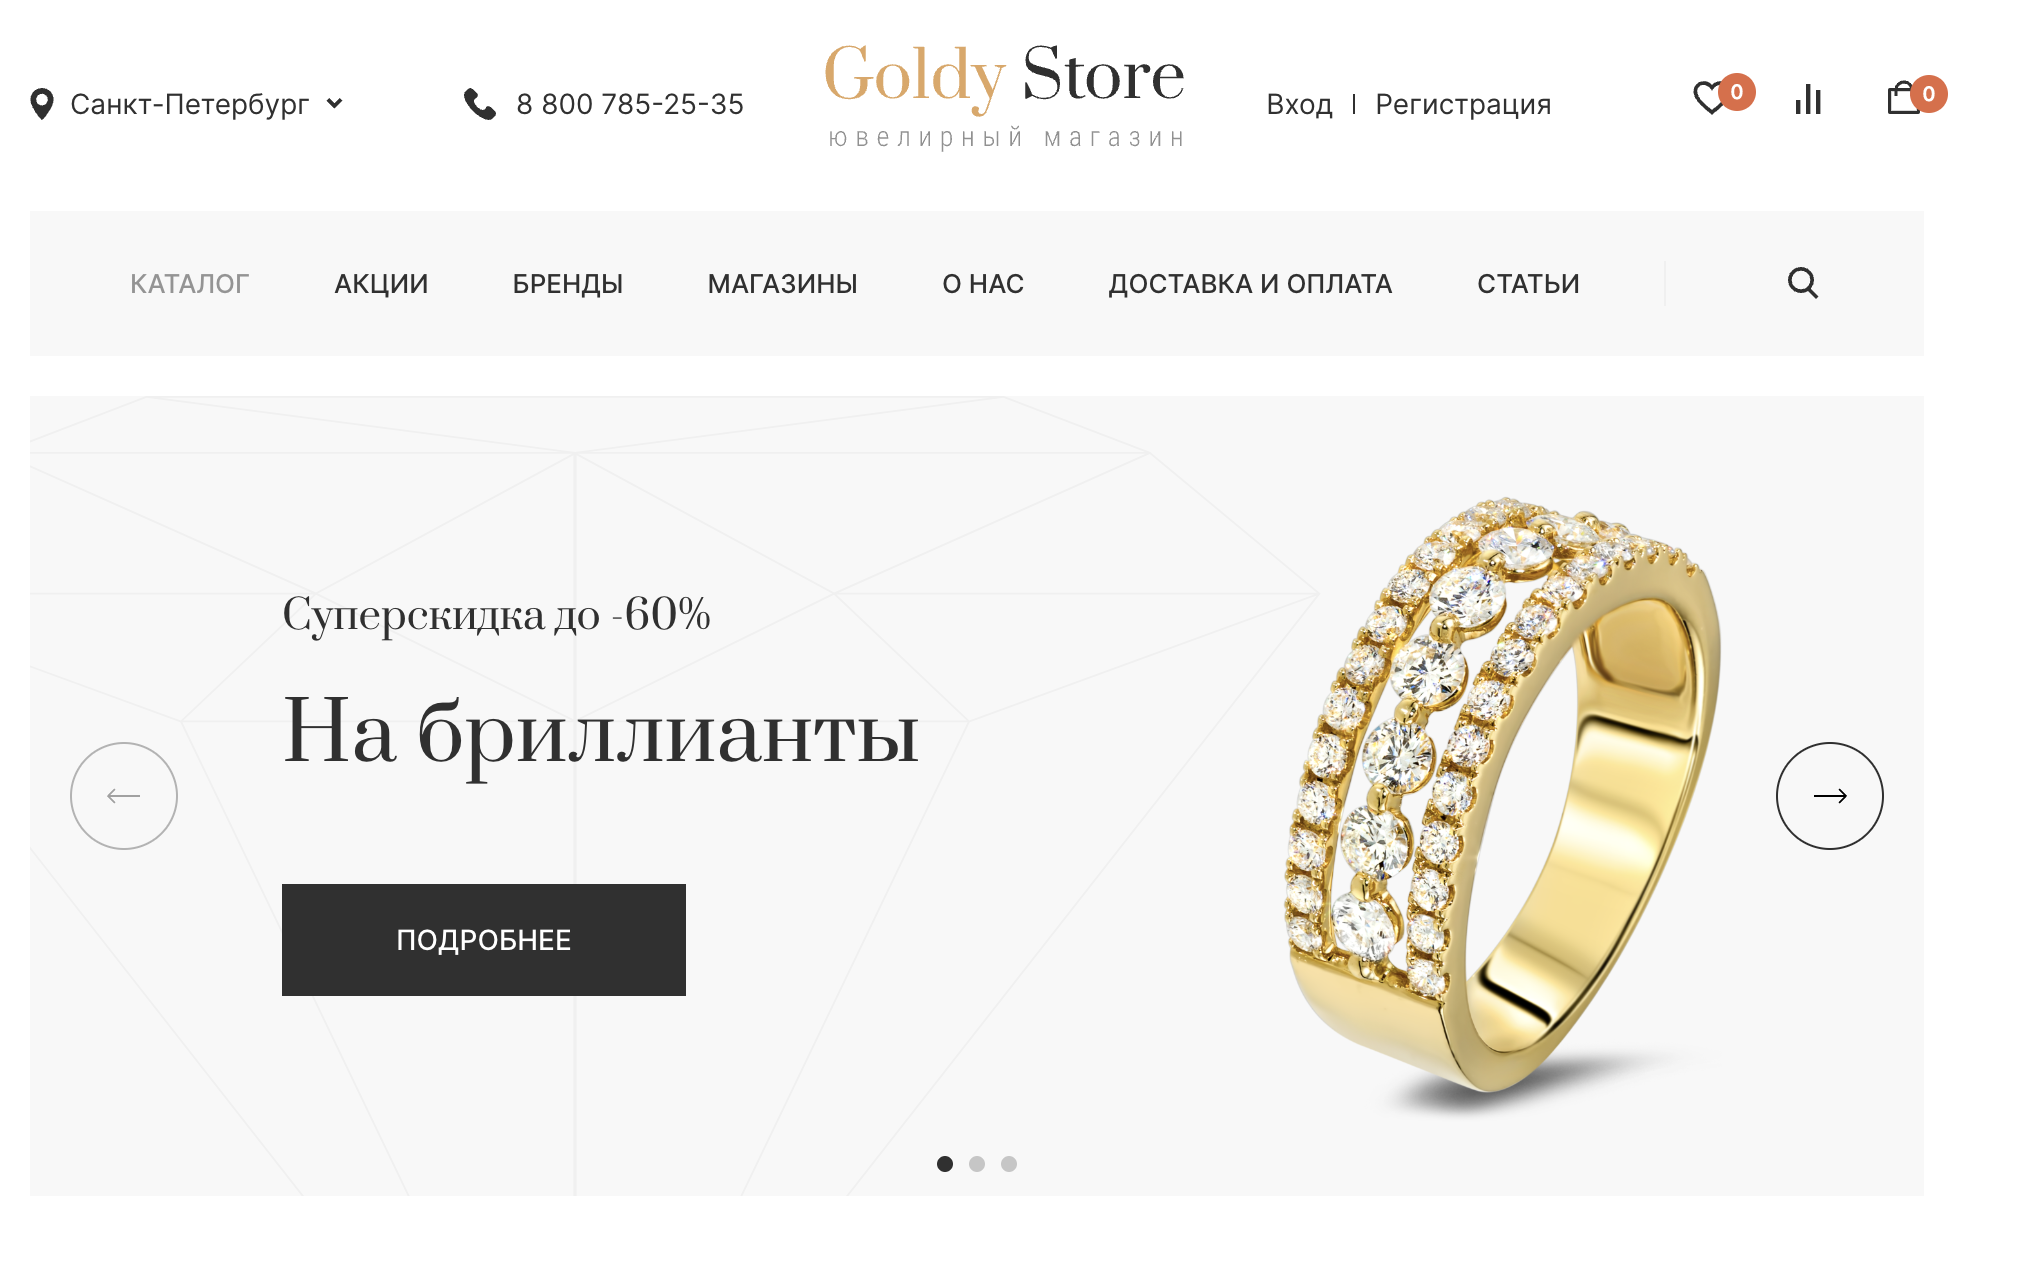 Санкт-Петербург
8 800 785-25-35
Goldy Store
ювелирный магазин
Вход | Регистрация
0
0
КАТАЛОГ
АКЦИИ
БРЕНДЫ
МАГАЗИНЫ
О НАС
ДОСТАВКА И ОПЛАТА
СТАТЬИ
Суперскидка до -60%
На бриллианты
ПОДРОБНЕЕ